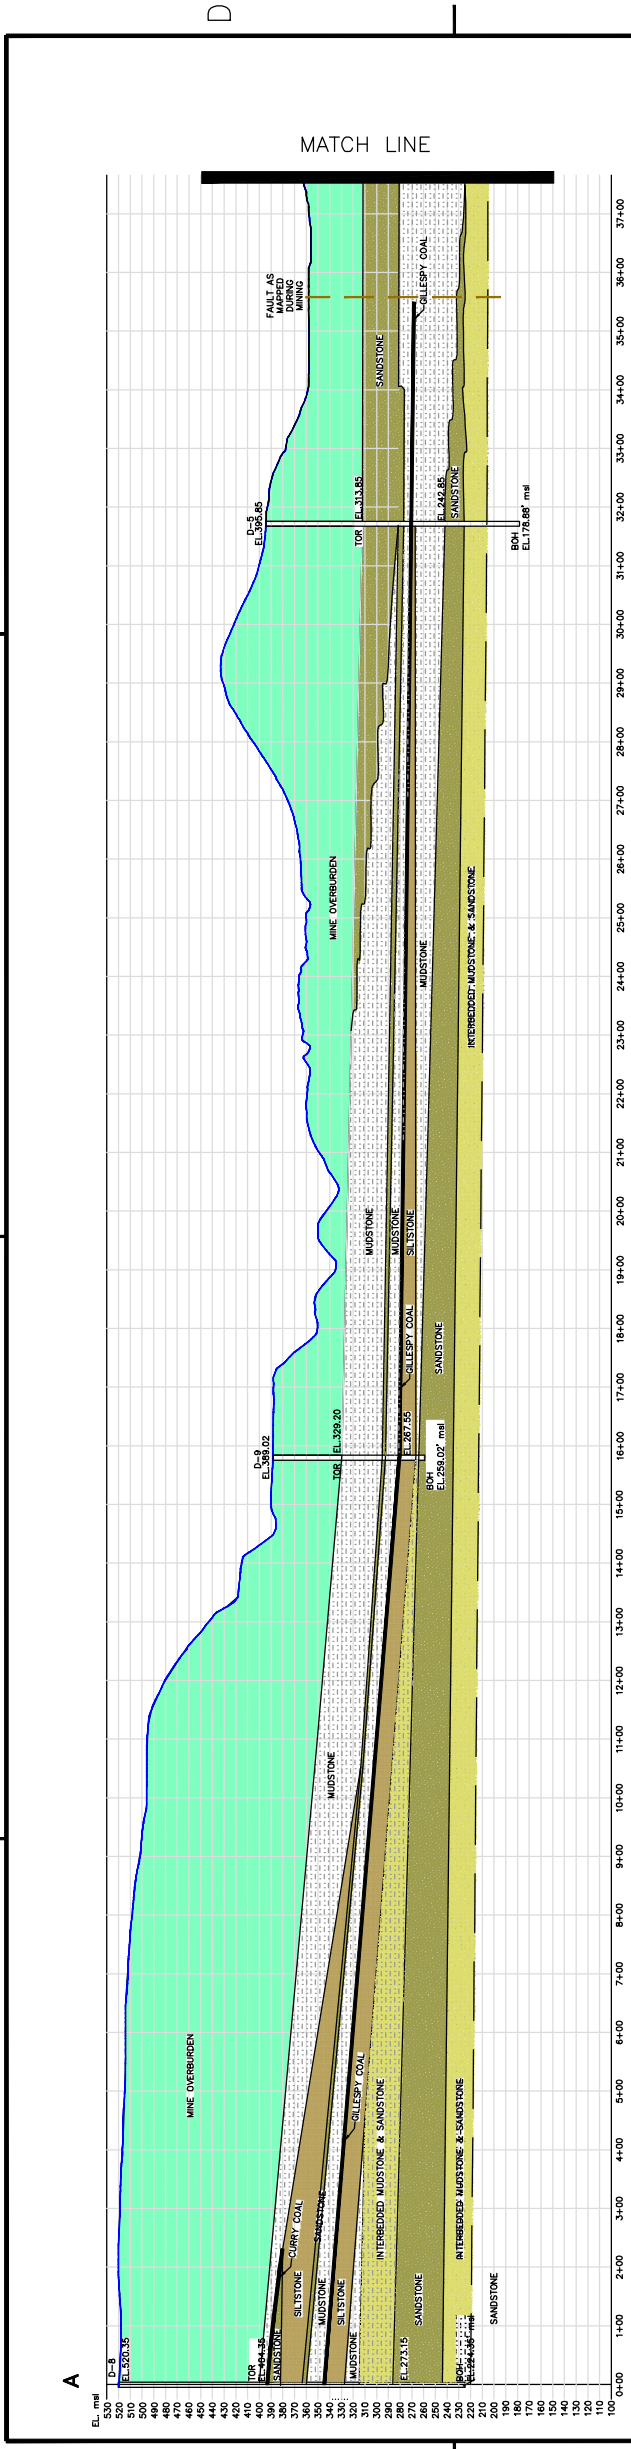 D
MATCH LINE
FAULT AS
MAPPED
DURING
MINING
GILLESPY COAL
SANDSTONE
D-5
EL.395.85
TOR
EL.313.85
EL.242.85
SANDSTONE
BOH
EL.178.88' msl
MINE OVERBURDEN
INTERBEDDED MUDSTONE & SANDSTONE
MUDSTONE
MUDSTONE
MUDSTONE
SILTSTONE
GILLESPY COAL
SANDSTONE
D-9
EL.389.02
TOR
EL.329.20
EL.267.55
BOH
EL.259.02' msl
MUDSTONE
MINE OVERBURDEN
GILLESPY COAL
INTERBEDDED MUDSTONE & SANDSTONE
INTERBEDDED MUDSTONE & SANDSTONE
CURRY COAL
SANDSTONE
SILTSTONE
MUDSTONE
SILTSTONE
SANDSTONE
SANDSTONE
SANDSTONE
MUDSTONE
A
D-8
EL.520.35
TOR
EL.404.35
EL.273.15
BOH
EL. msl
530
520
510
500
490
480
470
460
450
440
430
420
410
400
390
380
370
360
350
340
330
320
310
300
290
280
270
260
250
240
230
220
210
200
190
180
170
160
150
140
130
120
110
100
0+00
1+00
2+00
3+00
4+00
5+00
6+00
7+00
8+00
9+00
10+00
11+00
12+00
13+00
14+00
15+00
16+00
17+00
18+00
19+00
20+00
21+00
22+00
23+00
24+00
25+00
26+00
27+00
28+00
29+00
30+00
31+00
32+00
33+00
34+00
35+00
36+00
37+00